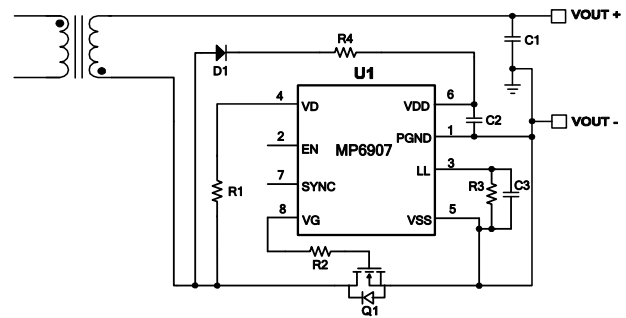 VOUT +
C1
R4
D1
U1
4
VD
VDD
6
C2
2
EN
PGND
1
VOUT -
MP6907
7
SYNC
LL
3
R1
R3
C3
8
VG
VSS
5
R2
Q1